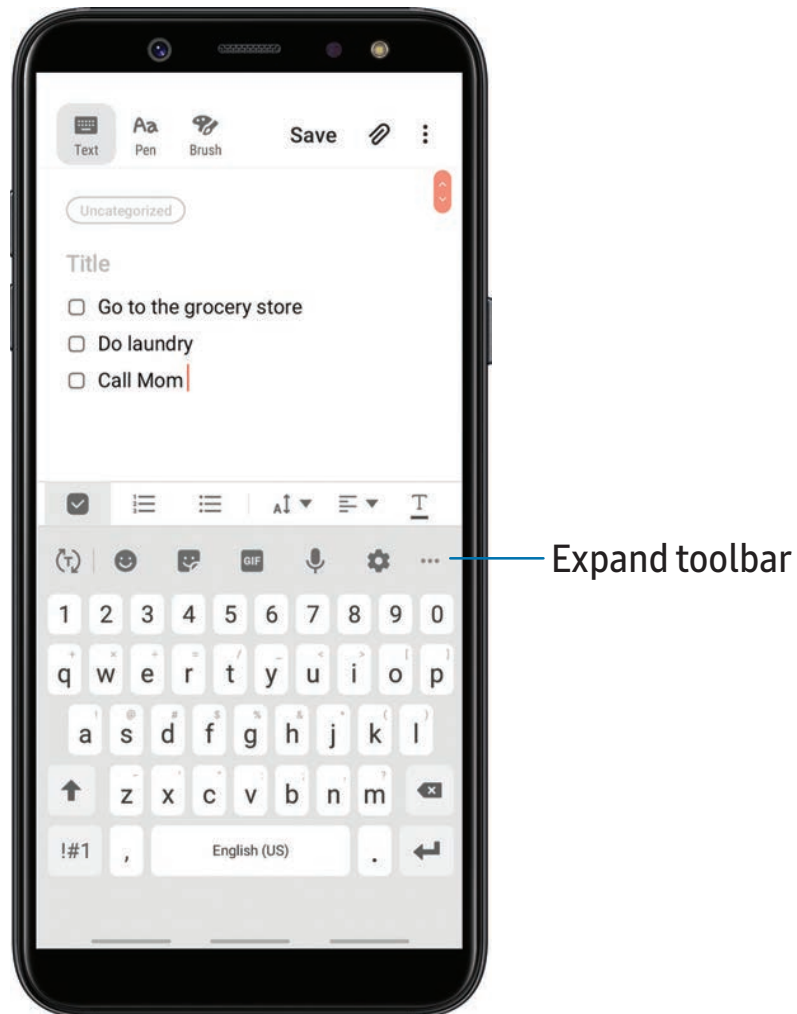 Text
Aa
Pen
Brush
Save
Uncategorized
Title
Go to the grocery store
Do laundry
Call Mom
A T
T GIF
Expand toolbar
1 2 3 4 5 6 7 8 9 0
q w e r t y u i o p
a s d f g h j k l
z x c v b n m
!#1 , English (US) .